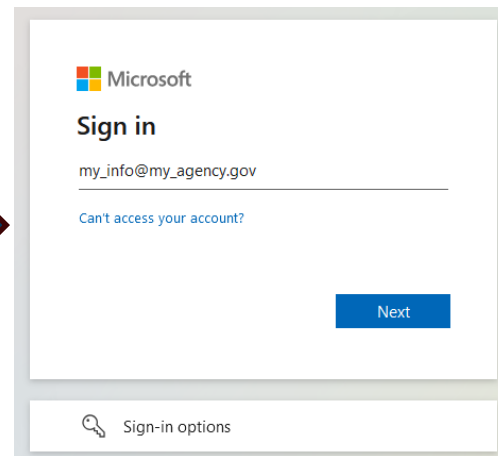 Microsoft
Sign in
my_info@my_agency.gov
Can't access your account?
Next
Sign-in options